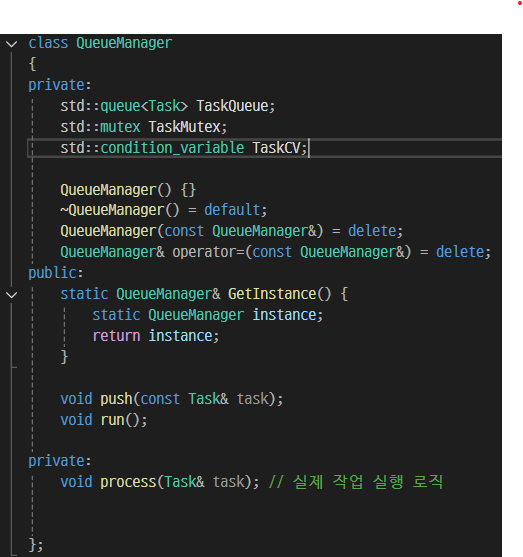 class QueueManager
{
private:
    std::queue<Task> TaskQueue;
    std::mutex TaskMutex;
    std::condition_variable TaskCV;
    QueueManager() {}
    ~QueueManager() = default;
    QueueManager(const QueueManager&) = delete;
    QueueManager& operator=(const QueueManager&) = delete;
public:
    static QueueManager& GetInstance() {
        static QueueManager instance;
        return instance;
    }
    void push(const Task& task);
    void run();
private:
    void process(Task& task); // 실제 작업 실행 로직
};